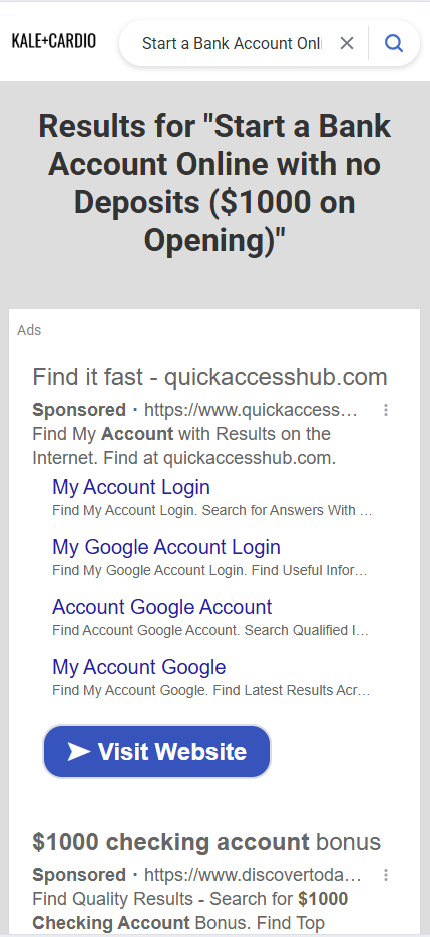 KALE+CARDIO
Start a Bank Account Onli
Results for "Start a Bank
Account Online with no
Deposits ($1000 on
Opening)"
Ads
Find it fast - quickaccesshub.com
Sponsored · https://www.quickaccess...
Find My Account with Results on the
Internet. Find at quickaccesshub.com.
My Account Login
Find My Account Login. Search for Answers With ...
My Google Account Login
Find My Google Account Login. Find Useful Infor...
Account Google Account
Find Account Google Account. Search Qualified I...
My Account Google
Find My Account Google. Find Latest Results Acr...
Visit Website
$1000 checking account bonus
Sponsored · https://www.discovertoda...
Find Quality Results - Search for $1000
Checking Account Bonus. Find Top